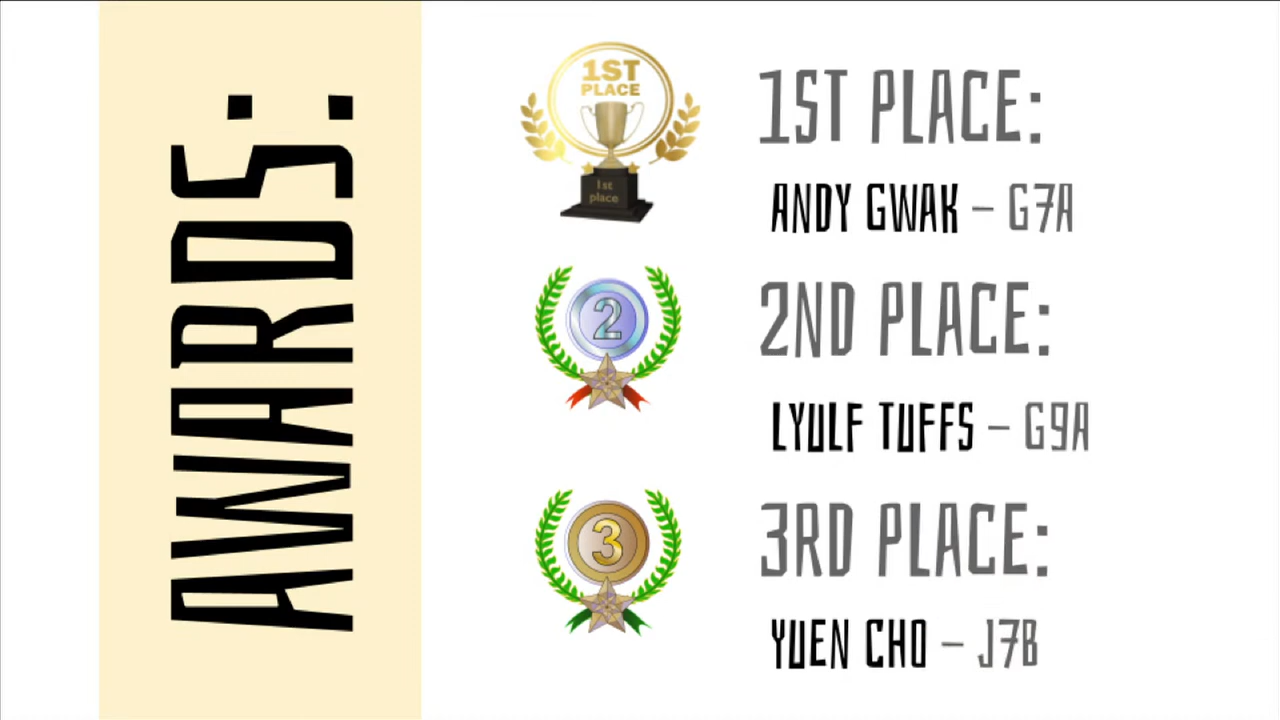 AWARDS:
1ST
PLACE
1st
place
1ST PLACE:
ANDY GWAK – G7A
2
2ND PLACE:
LYULF TUFFS – G9A
3
3RD PLACE:
YUEN CHO – J7B